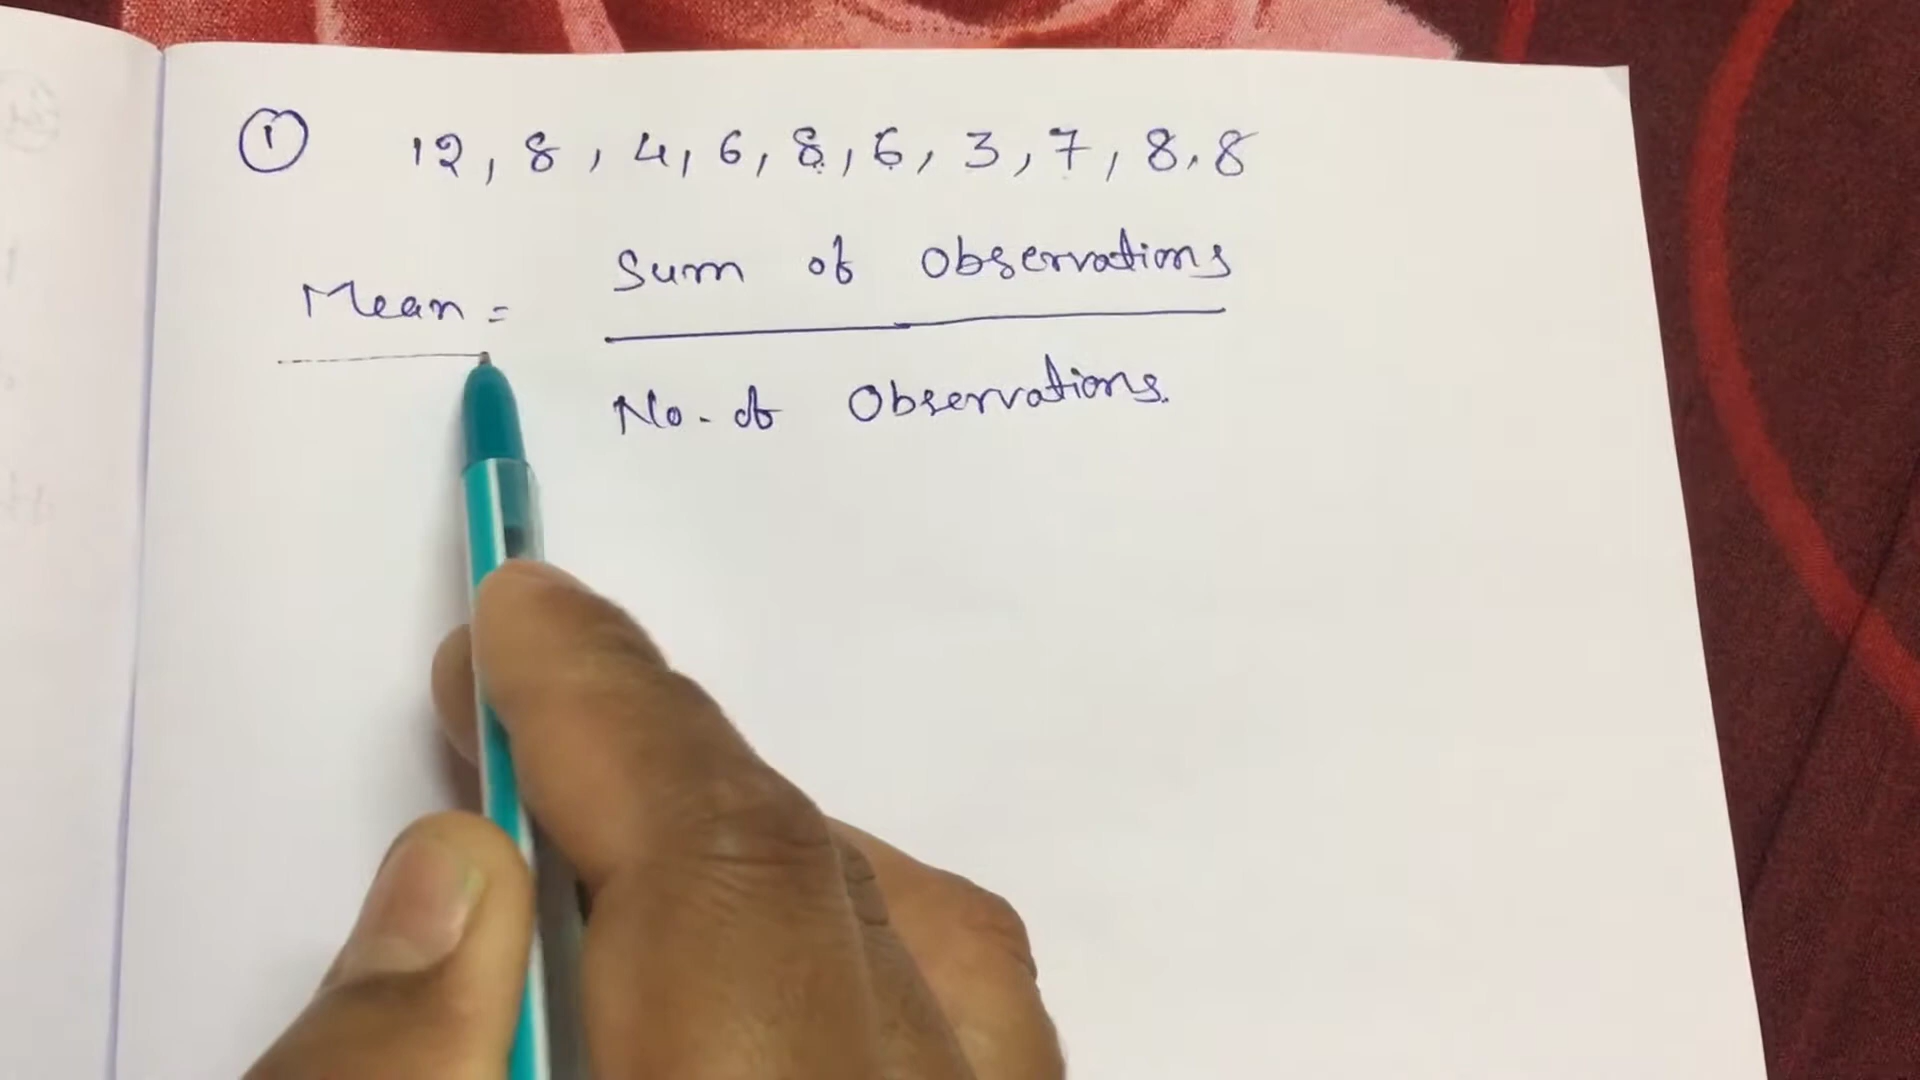 ① 12, 8, 4, 6, 8, 6, 3, 7, 8, 8
Sum of Observations
Mean =
No. of Observations.